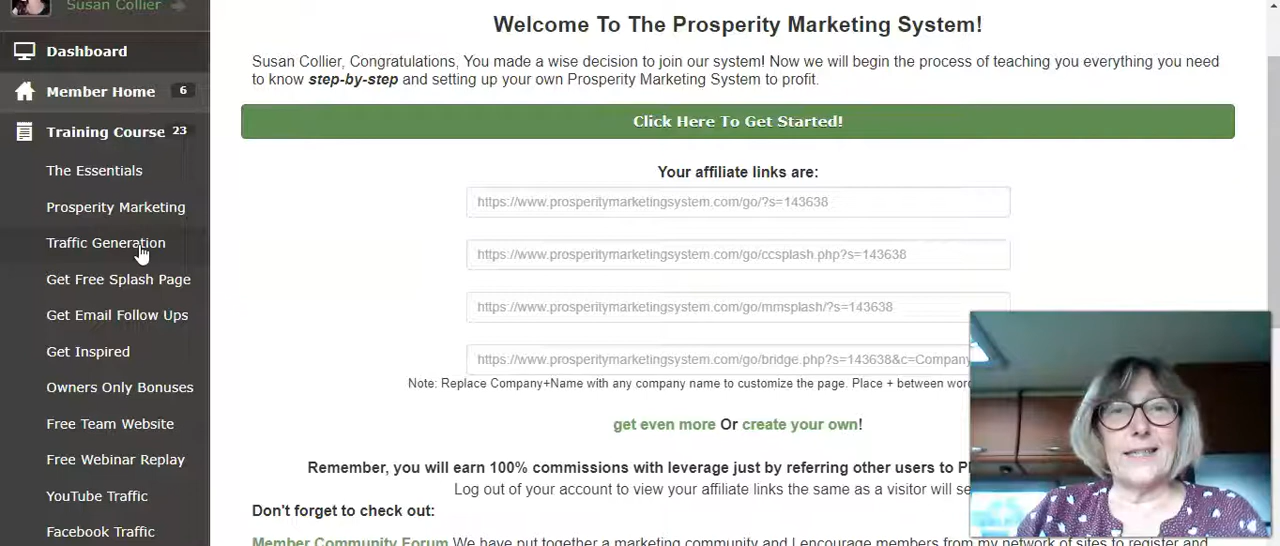 Susan Collier
Dashboard
Member Home 6
Training Course 23
The Essentials
Prosperity Marketing
Traffic Generation
Get Free Splash Page
Get Email Follow Ups
Get Inspired
Owners Only Bonuses
Free Team Website
Free Webinar Replay
YouTube Traffic
Facebook Traffic
Welcome To The Prosperity Marketing System!
Susan Collier, Congratulations, You made a wise decision to join our system! Now we will begin the process of teaching you everything you need
to know step-by-step and setting up your own Prosperity Marketing System to profit.
Click Here To Get Started!
Your affiliate links are:
https://www.prosperitymarketingsystem.com/go/?s=143638
https://www.prosperitymarketingsystem.com/go/ccsplash.php?s=143638
https://www.prosperitymarketingsystem.com/go/mmsplash/?s=143638
https://www.prosperitymarketingsystem.com/go/bridge.php?s=143638&c=Company
Note: Replace Company+Name with any company name to customize the page. Place + between
get even more Or create your own!
Remember, you will earn 100% commissions with leverage just by referring other users to
Log out of your account to view your affiliate links the same as a visitor will
Don't forget to check out:
Member Community Forum We have put together a marketing community and I encourage members from my network of sites to register and